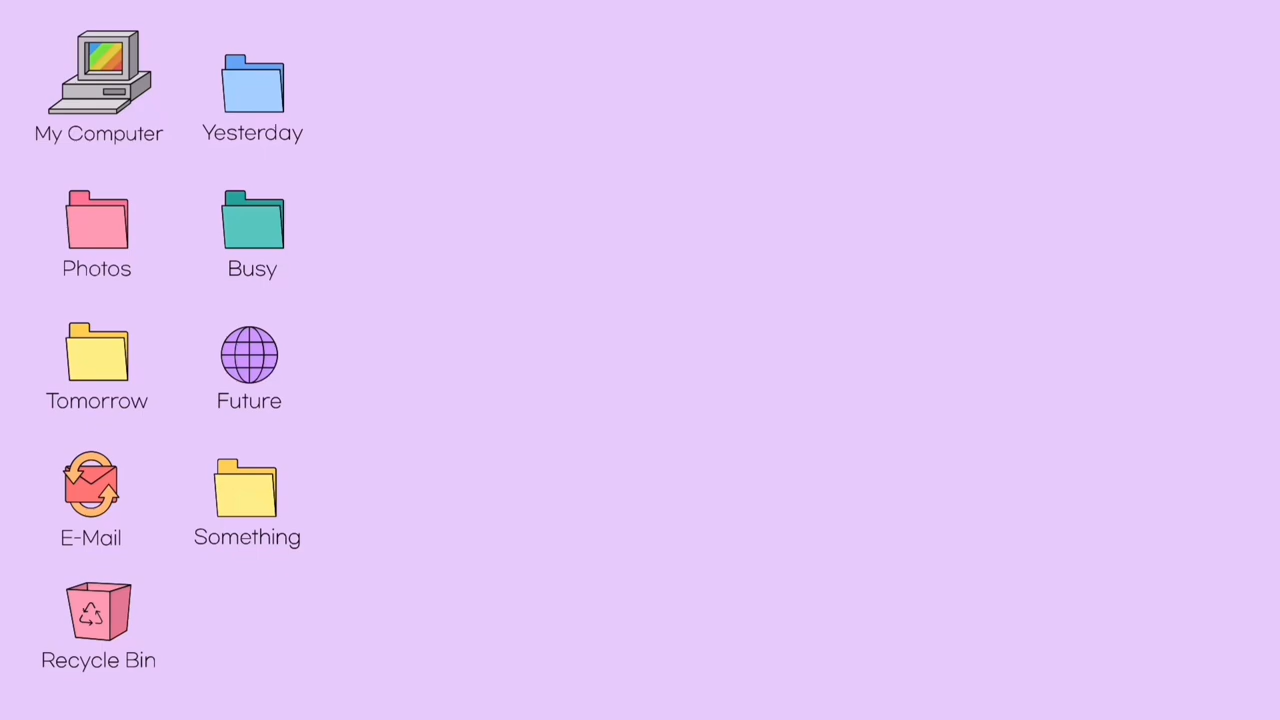 My Computer
Yesterday
Photos
Busy
Tomorrow
Future
E-Mail
Something
Recycle Bin